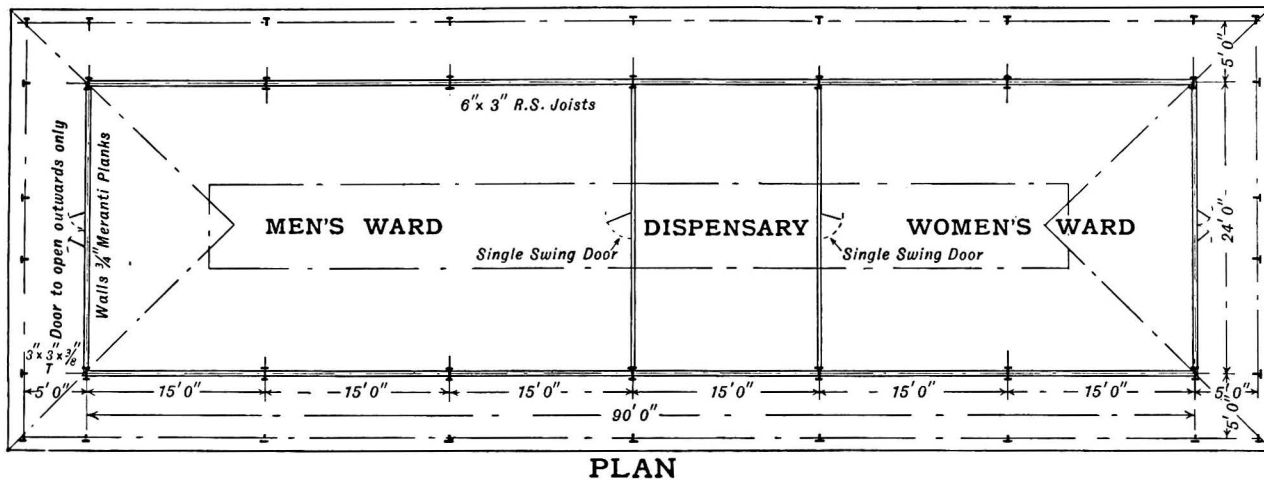 5' 0"
6" x 3" R.S. Joists
Door to open outwards only
Walls ¾" Meranti Planks
MEN'S WARD
DISPENSARY
WOMEN'S WARD
24' 0"
Single Swing Door
Single Swing Door
3" x 3" x ⅜"
T
5' 0"
15' 0"
15' 0"
15' 0"
15' 0"
15' 0"
15' 0"
5' 0"
90' 0"
5' 0"
PLAN